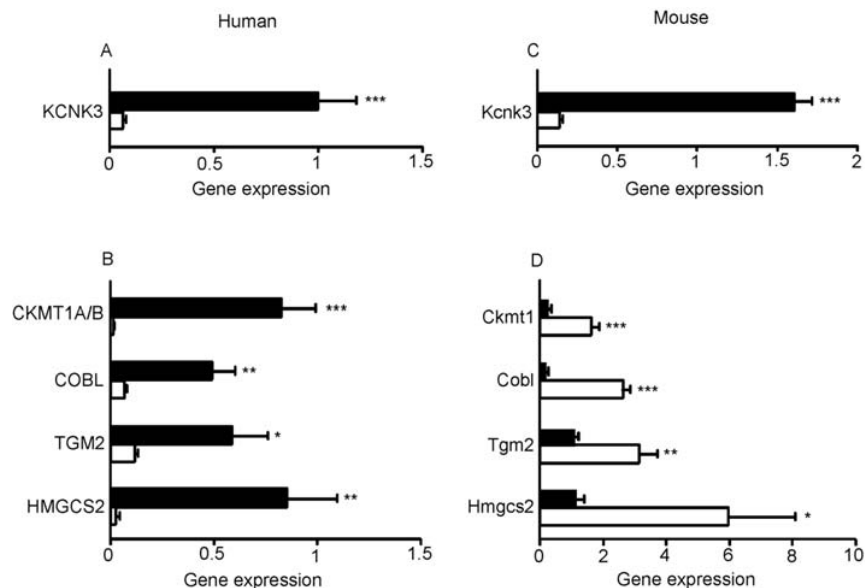 Human
A
KCNK3
***
0 0.5 1 1.5
Gene expression
Mouse
C
Kcnk3
***
0 0.5 1 1.5 2
Gene expression
B
CKMT1A/B
***
COBL
**
TGM2
*
HMGCS2
**
0 0.5 1 1.5
Gene expression
D
Ckmt1
***
Cobl
***
Tgm2
**
Hmgcs2
*
0 2 4 6 8 10
Gene expression